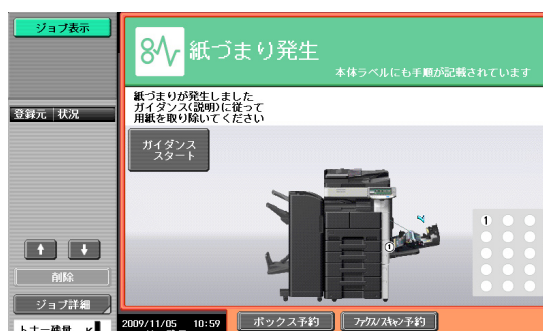 ジョブ表示
紙づまり発生
本体ラベルにも手順が記載されています
登録元 状況
紙づまりが発生しました
ガイダンス(説明)に従って
用紙を取り除いてください
ガイダンス
スタート
1
1
削除
ジョブ詳細
トナー残量 K
2009/11/05 10:59
ボックス予約
ファクス/スキャン予約